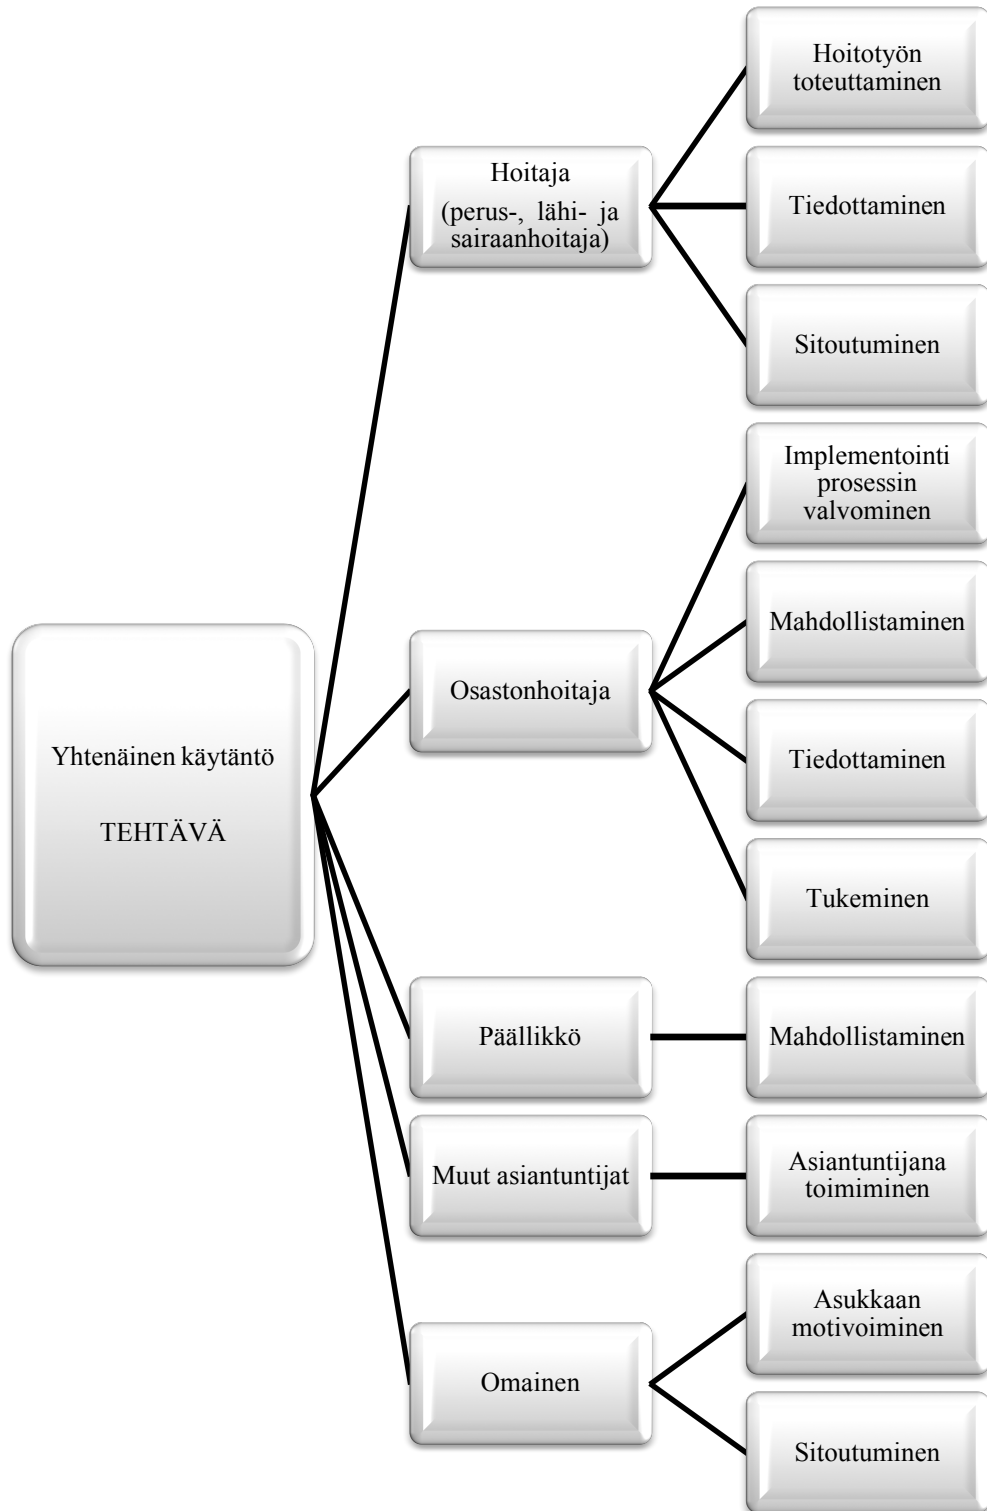 Hoitotyön
toteuttaminen
Hoitaja
(perus-, lähi- ja
sairaanhoitaja)
Tiedottaminen
Sitoutuminen
Implementointi
prosessin
valvominen
Mahdollistaminen
Osastonhoitaja
Tiedottaminen
Yhtenäinen käytäntö
TEHTÄVÄ
Tukeminen
Päällikkö
Mahdollistaminen
Muut asiantuntijat
Asiantuntijana
toimiminen
Asukkaan
motivoiminen
Omainen
Sitoutuminen